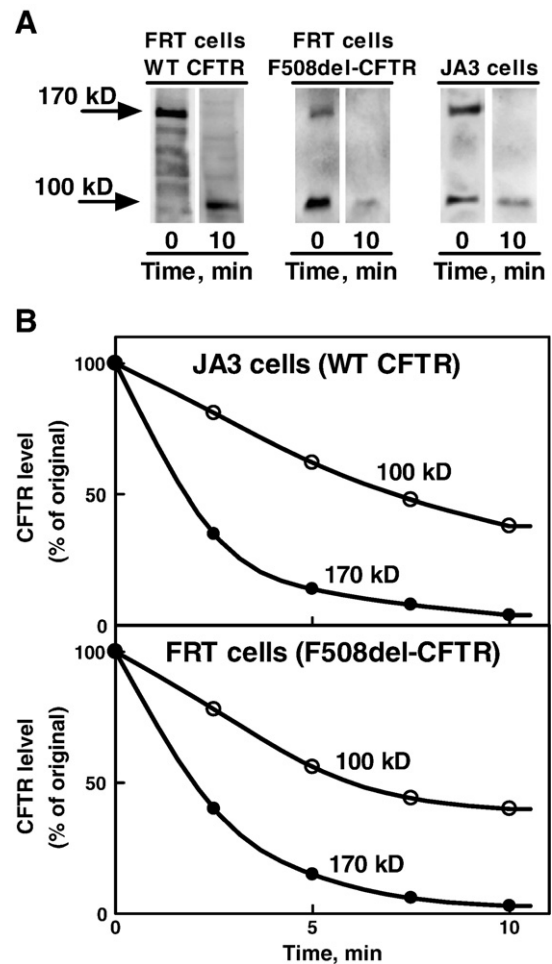 A
FRT cells
WT CFTR
FRT cells
F508del-CFTR
JA3 cells
170 kD
100 kD
0 10
Time, min
0 10
Time, min
0 10
Time, min
B
JA3 cells (WT CFTR)
CFTR level
(% of original)
100
50
0
100 kD
170 kD
FRT cells (F508del-CFTR)
CFTR lelvel
(% of original)
100
50
0
100 kD
170 kD
0 5 10
Time, min